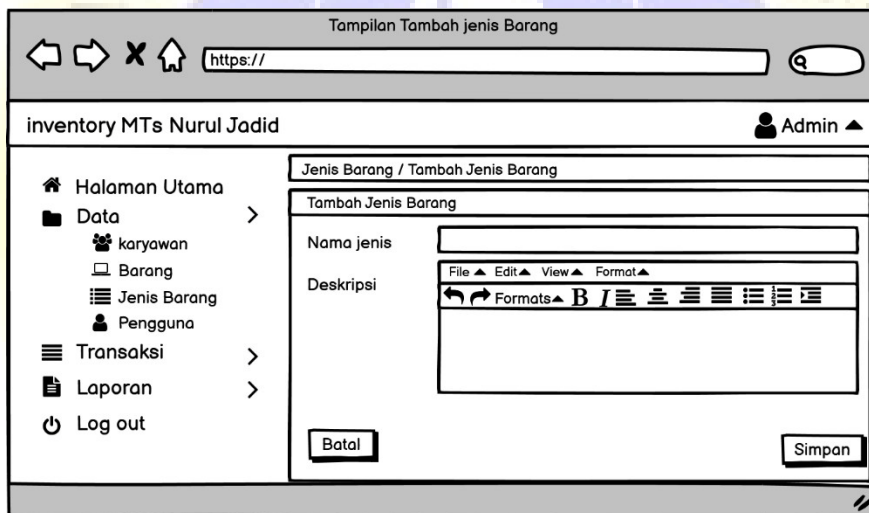 Tampilan Tambah jenis Barang
https://
inventory MTs Nurul Jadid
Admin
Halaman Utama
Data
karyawan
Barang
Jenis Barang
Pengguna
Transaksi
Laporan
Log out
Jenis Barang / Tambah Jenis Barang
Tambah Jenis Barang
Nama jenis
Deskripsi
File Edit View Format
Formats B I
Batal
Simpan